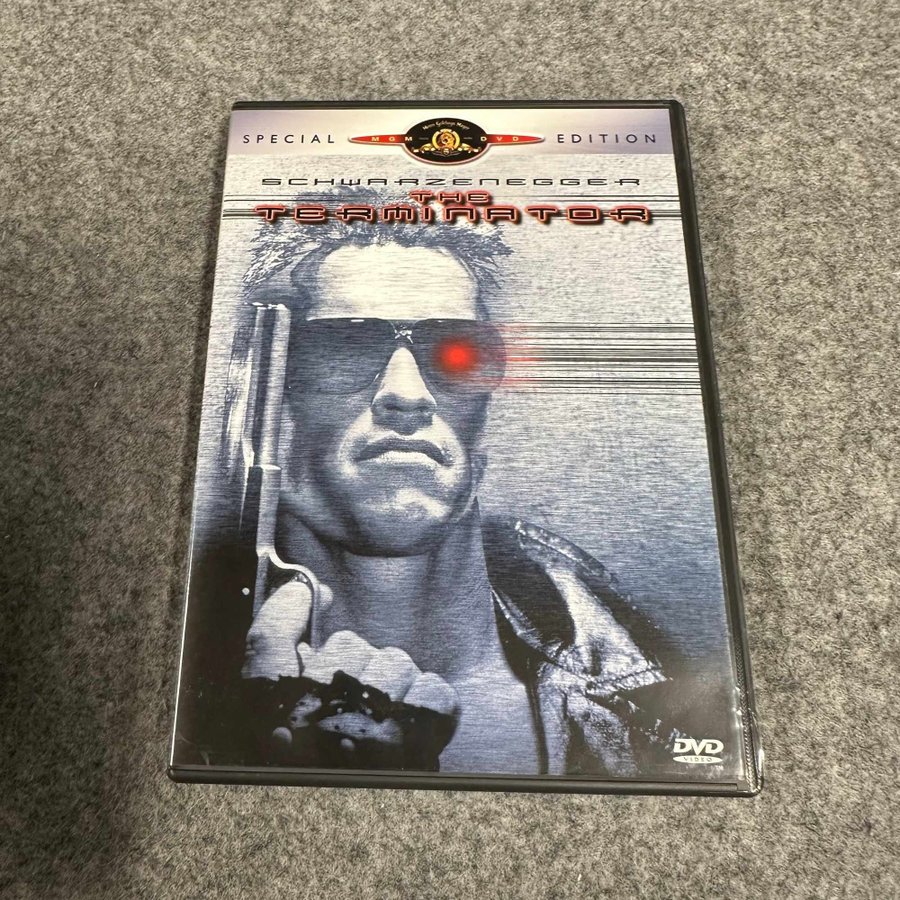 SPECIAL MGM DVD EDITION
SCHWARZENEGGER
THE
TERMINATOR
DVD
VIDEO